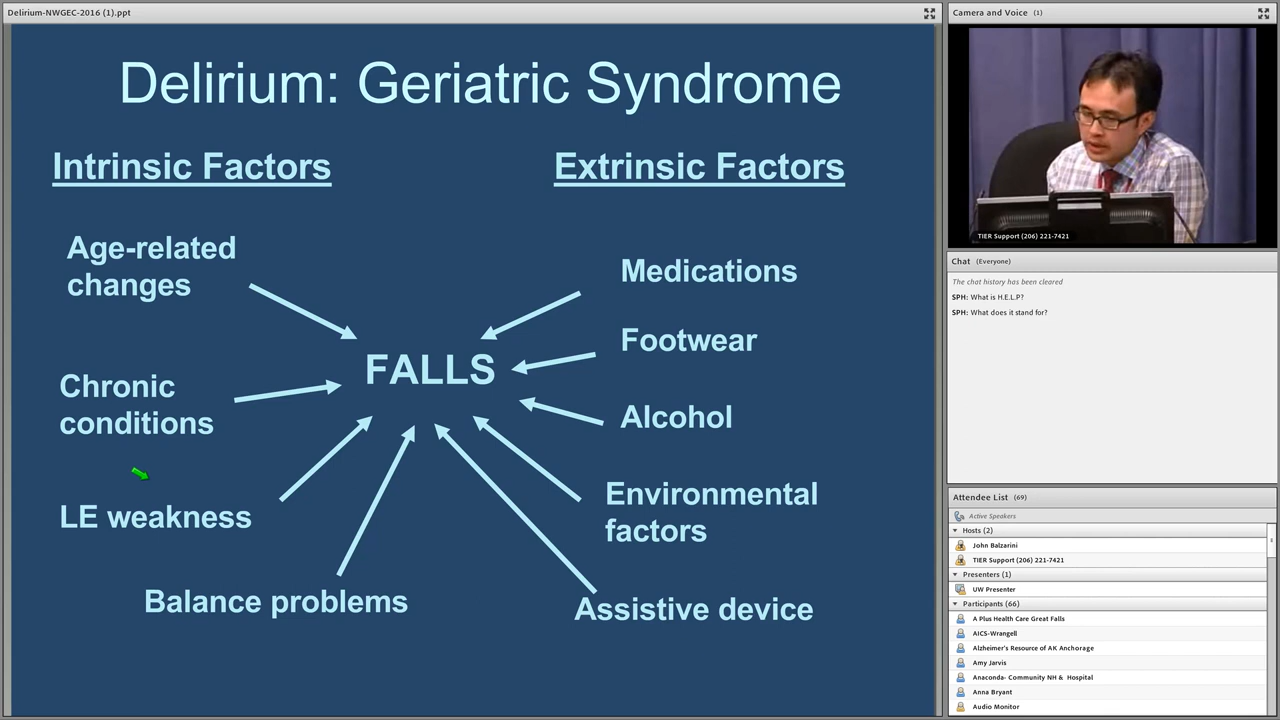 Delirium-NWGEC-2016 (1).ppt
Delirium: Geriatric Syndrome
Intrinsic Factors
Extrinsic Factors
Age-related
changes
Medications
Footwear
FALLS
Chronic
conditions
Alcohol
LE weakness
Environmental
factors
Balance problems
Assistive device
Camera and Voice (1)
TIER Support (206) 221-7421
Chat (Everyone)
The chat history has been cleared
SPH: What is H.E.L.P?
SPH: What does it stand for?
Attendee List (69)
Active Speakers
Hosts (2)
John Balzarini
TIER Support (206) 221-7421
Presenters (1)
UW Presenter
Participants (66)
A Plus Health Care Great Falls
AICS-Wrangell
Alzheimer's Resource of AK Anchorage
Amy Jarvis
Anaconda- Community NH & Hospital
Anna Bryant
Audio Monitor